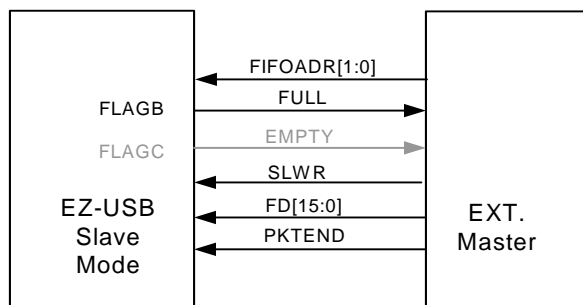 FIFOADR[1:0]
FLAGB
FULL
FLAGC
EMPTY
SLWR
EZ-USB
Slave
Mode
FD[15:0]
PKTEND
EXT.
Master